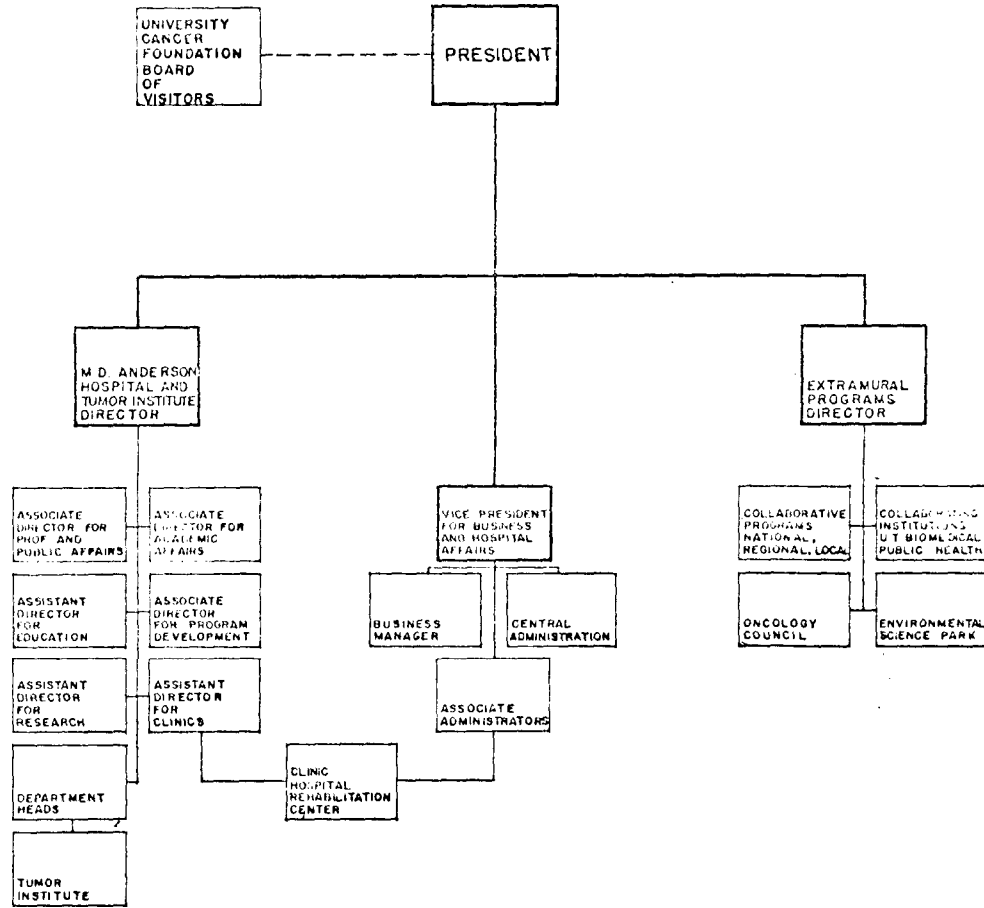 UNIVERSITY
CANCER
FOUNDATION
BOARD
OF
VISITORS
PRESIDENT
M.D. ANDERSON
HOSPITAL AND
TUMOR INSTITUTE
DIRECTOR
EXTRAMURAL
PROGRAMS
DIRECTOR
ASSOCIATE
DIRECTOR FOR
PROF. AND
PUBLIC AFFAIRS
ASSOCIATE
DIRECTOR FOR
ACADEMIC
AFFAIRS
VICE PRESIDENT
FOR BUSINESS
AND HOSPITAL
AFFAIRS
COLLABORATIVE
PROGRAMS
NATIONAL,
REGIONAL, LOCAL
COLLABORATING
INSTITUTIONS
U.T. BIOMEDICAL
PUBLIC HEALTH
ASSISTANT
DIRECTOR
FOR
EDUCATION
ASSOCIATE
DIRECTOR
FOR PROGRAM
DEVELOPMENT
BUSINESS
MANAGER
CENTRAL
ADMINISTRATION
ONCOLOGY
COUNCIL
ENVIRONMENTAL
SCIENCE PARK
ASSISTANT
DIRECTOR
FOR
RESEARCH
ASSISTANT
DIRECTOR
FOR
CLINICS
ASSOCIATE
ADMINISTRATORS
DEPARTMENT
HEADS
CLINIC
HOSPITAL
REHABILITATION
CENTER
TUMOR
INSTITUTE